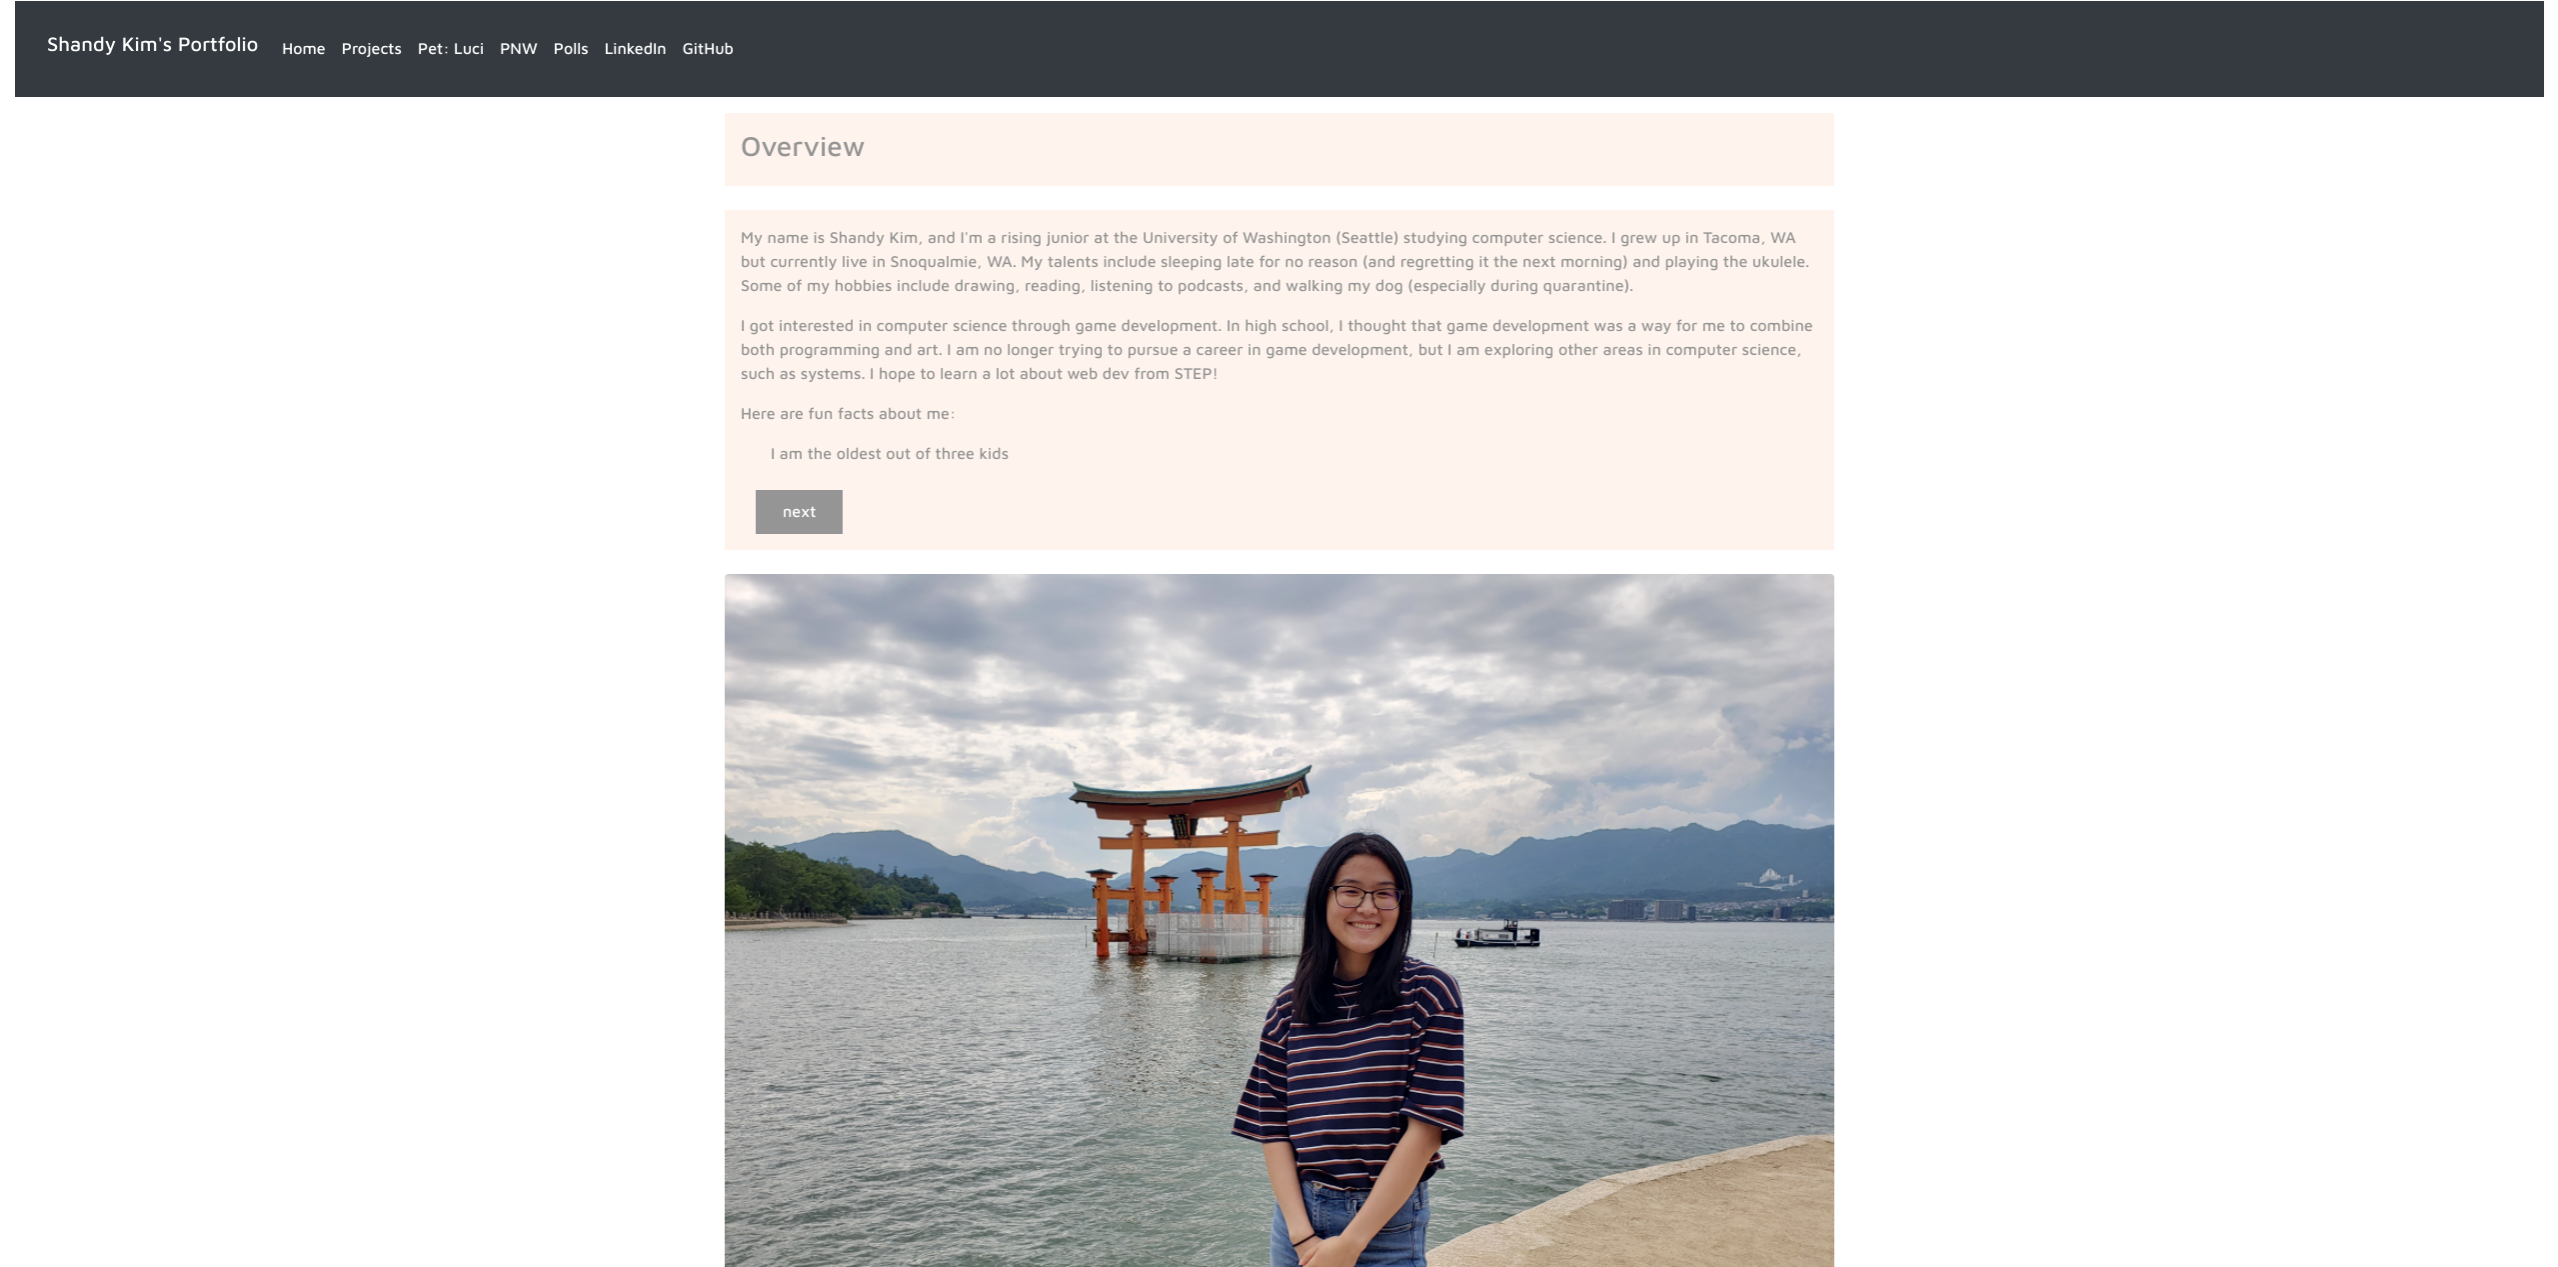 Shandy Kim's Portfolio Home Projects Pet: Luci PNW Polls LinkedIn GitHub
Overview
My name is Shandy Kim, and I'm a rising junior at the University of Washington (Seattle) studying computer science. I grew up in Tacoma, WA
but currently live in Snoqualmie, WA. My talents include sleeping late for no reason (and regretting it the next morning) and playing the ukulele.
Some of my hobbies include drawing, reading, listening to podcasts, and walking my dog (especially during quarantine).
I got interested in computer science through game development. In high school, I thought that game development was a way for me to combine
both programming and art. I am no longer trying to pursue a career in game development, but I am exploring other areas in computer science,
such as systems. I hope to learn a lot about web dev from STEP!
Here are fun facts about me:
I am the oldest out of three kids
next